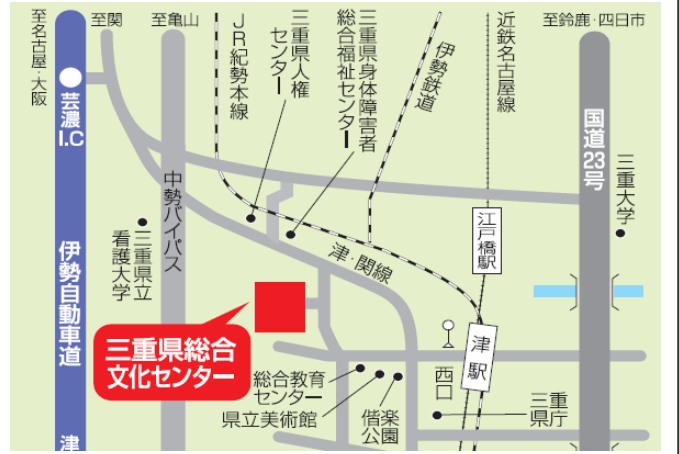 至名古屋・大阪
至関
至亀山
JR紀勢本線
三重県人権
センター
三重県身体障害者
総合福祉センター
伊勢鉄道
近鉄名古屋線
至鈴鹿・四日市
芸濃
I.C
国道23号
三重大学
中勢バイパス
三重県立
看護大学
江戸橋駅
津・関線
伊勢自動車道
三重県総合
文化センター
津駅
西口
総合教育
センター
県立美術館
偕楽
公園
三重
県庁
津